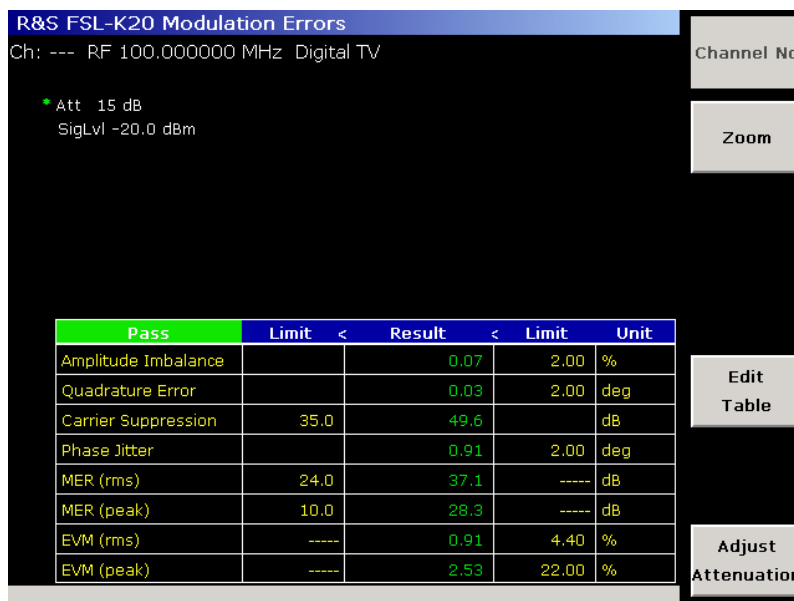 R&S FSL-K20 Modulation Errors
Ch: --- RF 100.000000 MHz Digital TV
* Att 15 dB
SigLvl -20.0 dBm
Pass Limit < Result < Limit Unit
Amplitude Imbalance 0.07 2.00 %
Quadrature Error 0.03 2.00 deg
Carrier Suppression 35.0 49.6 dB
Phase Jitter 0.91 2.00 deg
MER (rms) 24.0 37.1 ----- dB
MER (peak) 10.0 28.3 ----- dB
EVM (rms) ----- 0.91 4.40 %
EVM (peak) ----- 2.53 22.00 %
Channel No
Zoom
Edit
Table
Adjust
Attenuation